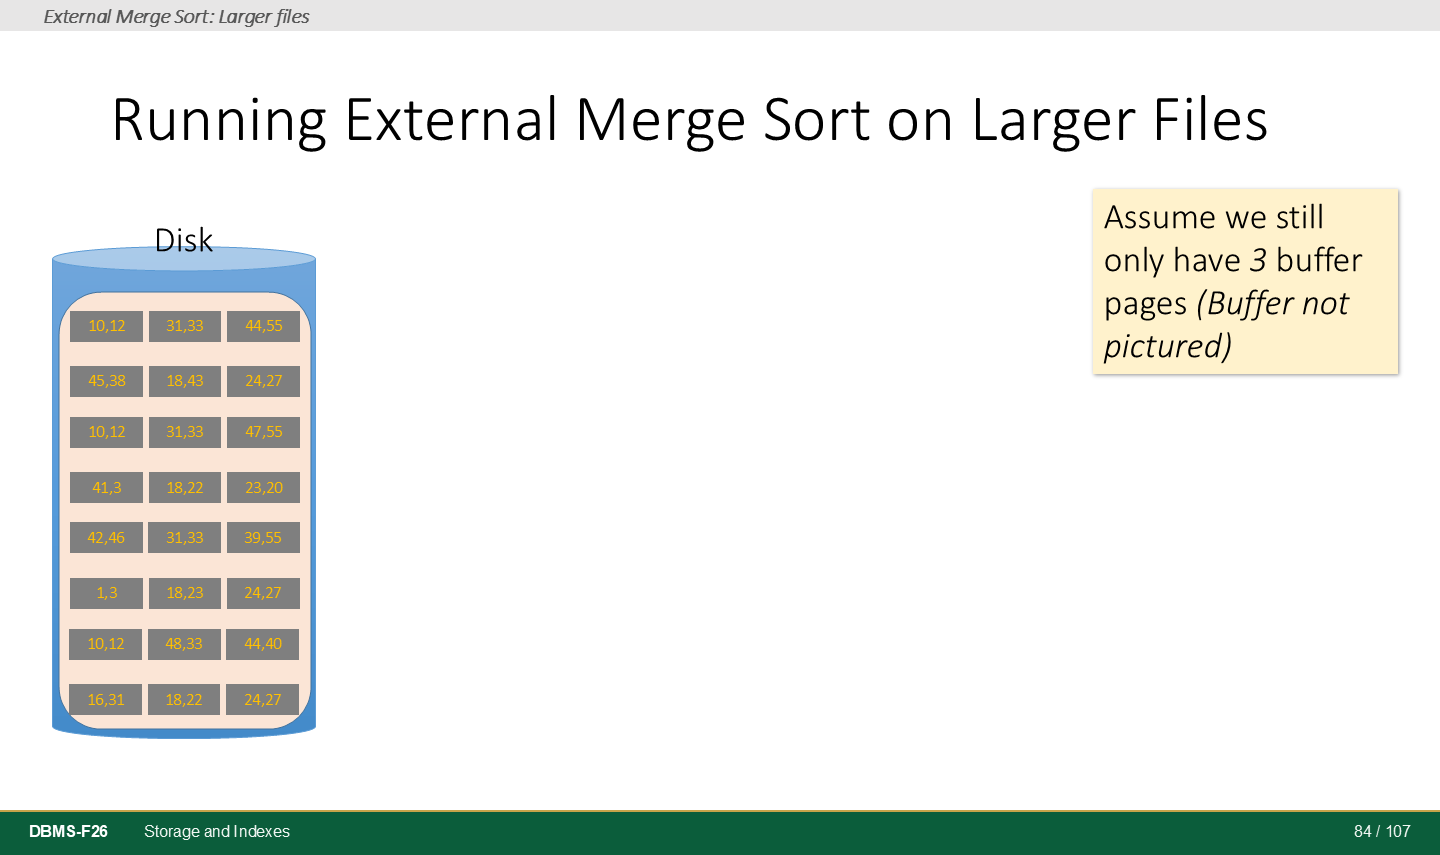 External Merge Sort: Larger files
Running External Merge Sort on Larger Files
Disk
10,12 31,33 44,55
45,38 18,43 24,27
10,12 31,33 47,55
41,3 18,22 23,20
42,46 31,33 39,55
1,3 18,23 24,27
10,12 48,33 44,40
16,31 18,22 24,27
Assume we still
only have 3 buffer
pages (Buffer not
pictured)
DBMS-F26 Storage and Indexes 84 / 107